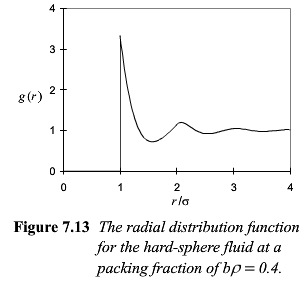 4
3
g(r) 2
1
0
0 1 2 3 4
r/σ
Figure 7.13 The radial distribution function
for the hard-sphere fluid at a
packing fraction of bρ = 0.4.